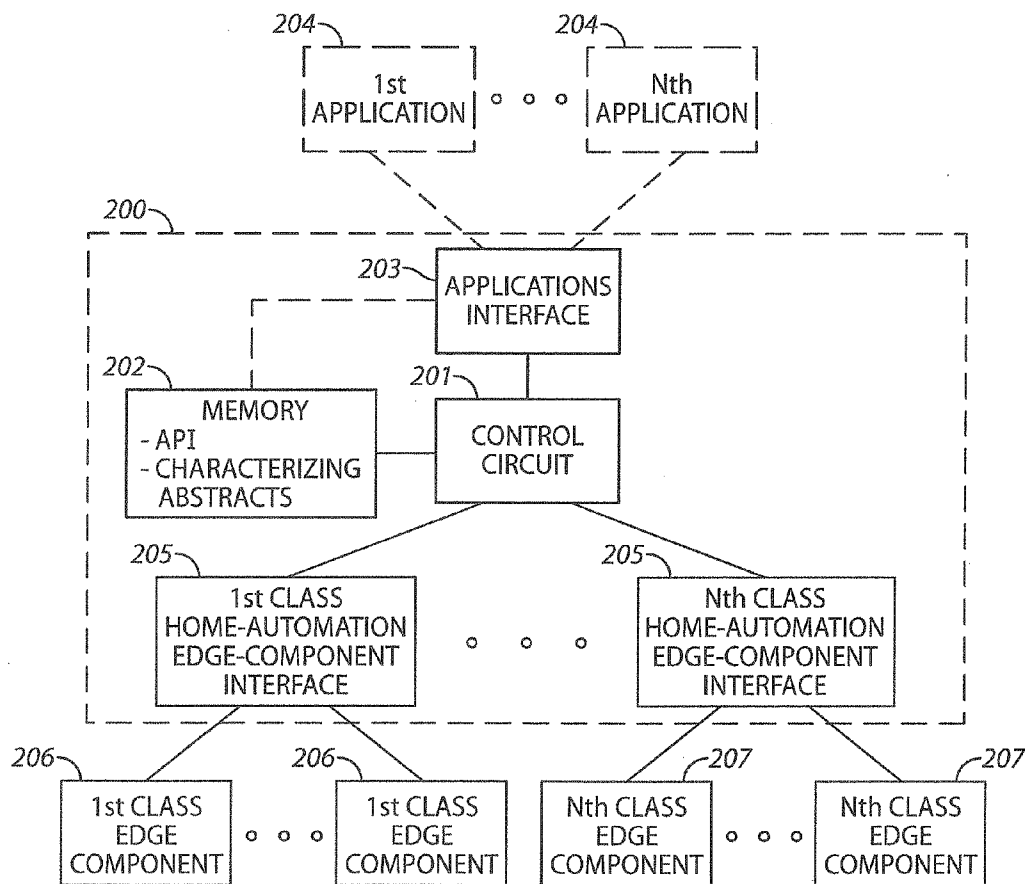 204
204
1st
APPLICATION
Nth
APPLICATION
200
203
APPLICATIONS
INTERFACE
202
201
MEMORY
- API
- CHARACTERIZING
ABSTRACTS
CONTROL
CIRCUIT
205
205
1st CLASS
HOME-AUTOMATION
EDGE-COMPONENT
INTERFACE
Nth CLASS
HOME-AUTOMATION
EDGE-COMPONENT
INTERFACE
206
206
207
207
1st CLASS
EDGE
COMPONENT
1st CLASS
EDGE
COMPONENT
Nth CLASS
EDGE
COMPONENT
Nth CLASS
EDGE
COMPONENT